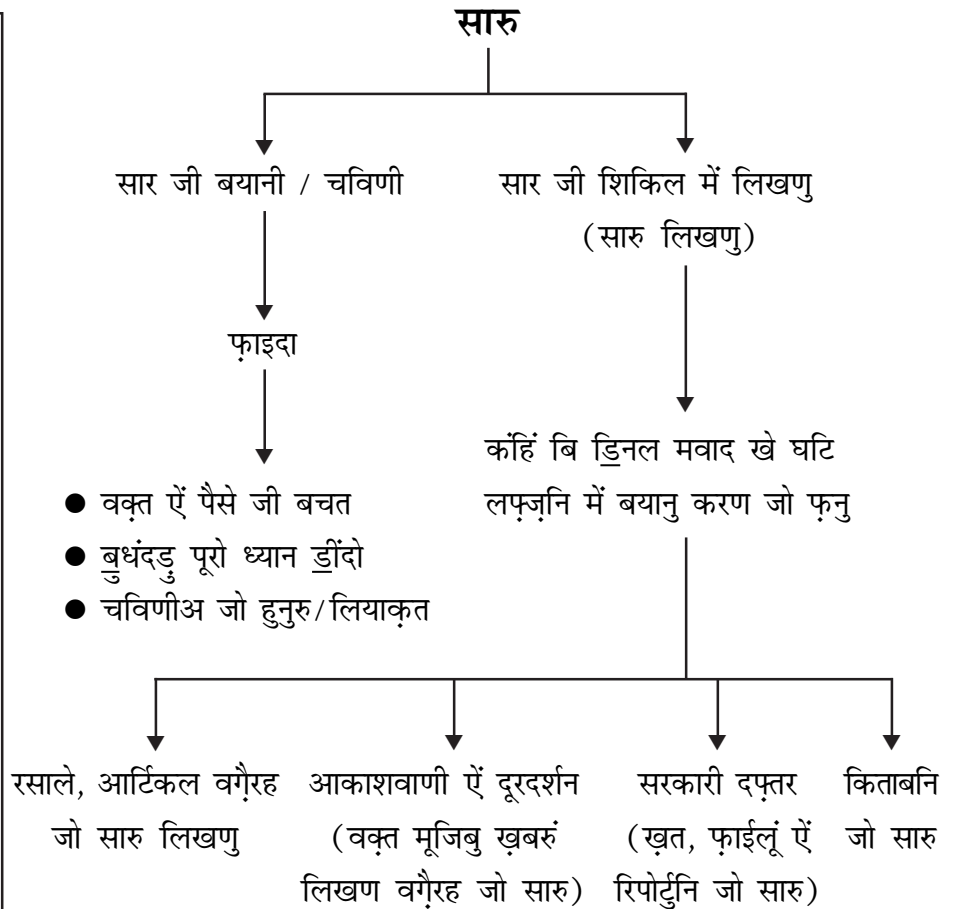 सारु
सार जी बयानी / चविणी
सार जी शिकिल में लिखणु
(सारु लिखणु)
फ़ाइदा
● वक़्त ऐं पैसे जी बचत
● ॿुधंदड़ु पूरो ध्यान ॾींदो
● चविणीअ जो हुनुरु/लियाक़त
कंहिं बि ॾिनल मवाद खे घटि
लफ़्ज़नि में बयानु करण जो फ़नु
रसाले, आर्टिकल वग़ैरह
जो सारु लिखणु
आकाशवाणी ऐं दूरदर्शन
(वक़्त मूजिबु ख़बरुं
लिखण वग़ैरह जो सारु)
सरकारी दफ़्तर
(ख़त, फ़ाईलूं ऐं
रिपोर्टुनि जो सारु)
किताबनि
जो सारु